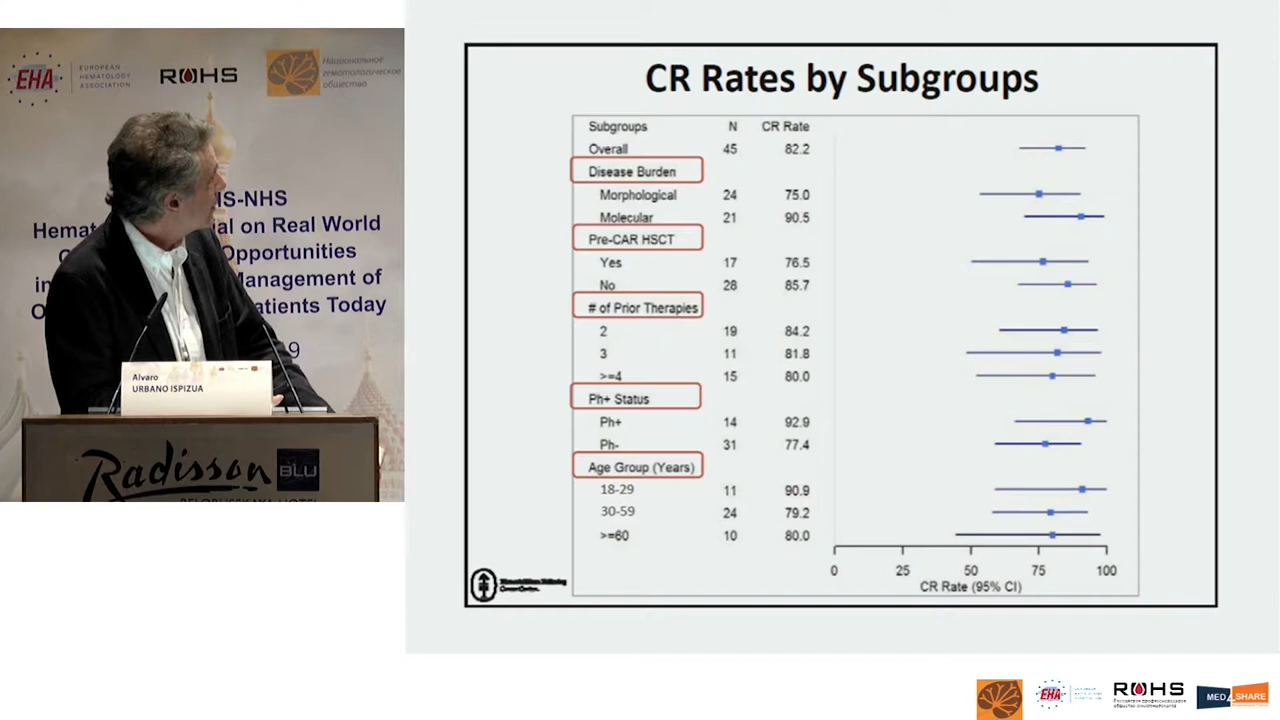 EHA
EUROPEAN
HEMATOLOGY
ASSOCIATION
ROHS
Национальное
гематологическое
общество
IS-NHS
Hemat al on Real World
Opportunities
in Management of
O atients Today
9
Alvaro
URBANO ISPIZUA
Radisson
BLU
CR Rates by Subgroups
Subgroups N CR Rate
Overall 45 82.2
Disease Burden
Morphological 24 75.0
Molecular 21 90.5
Pre-CAR HSCT
Yes 17 76.5
No 28 85.7
# of Prior Therapies
2 19 84.2
3 11 81.8
>=4 15 80.0
Ph+ Status
Ph+ 14 92.9
Ph- 31 77.4
Age Group (Years)
18-29 11 90.9
30-59 24 79.2
>=60 10 80.0
0 25 50 75 100
CR Rate (95% CI)
EHA
ROHS
MED SHARE